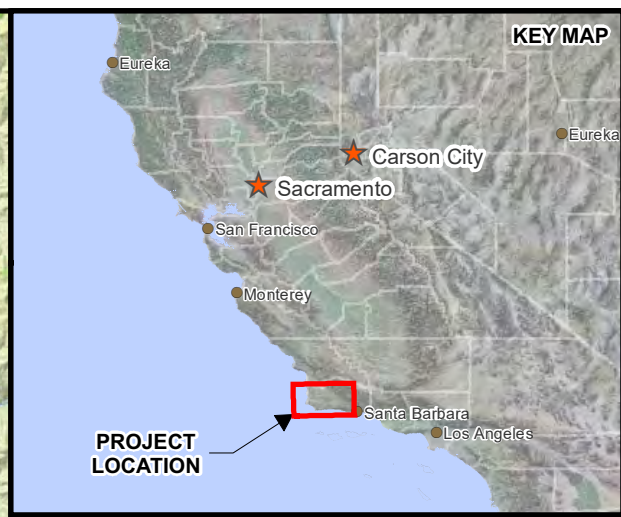 KEY MAP
Eureka
Eureka
Carson City
Sacramento
San Francisco
Monterey
Santa Barbara
Los Angeles
PROJECT
LOCATION